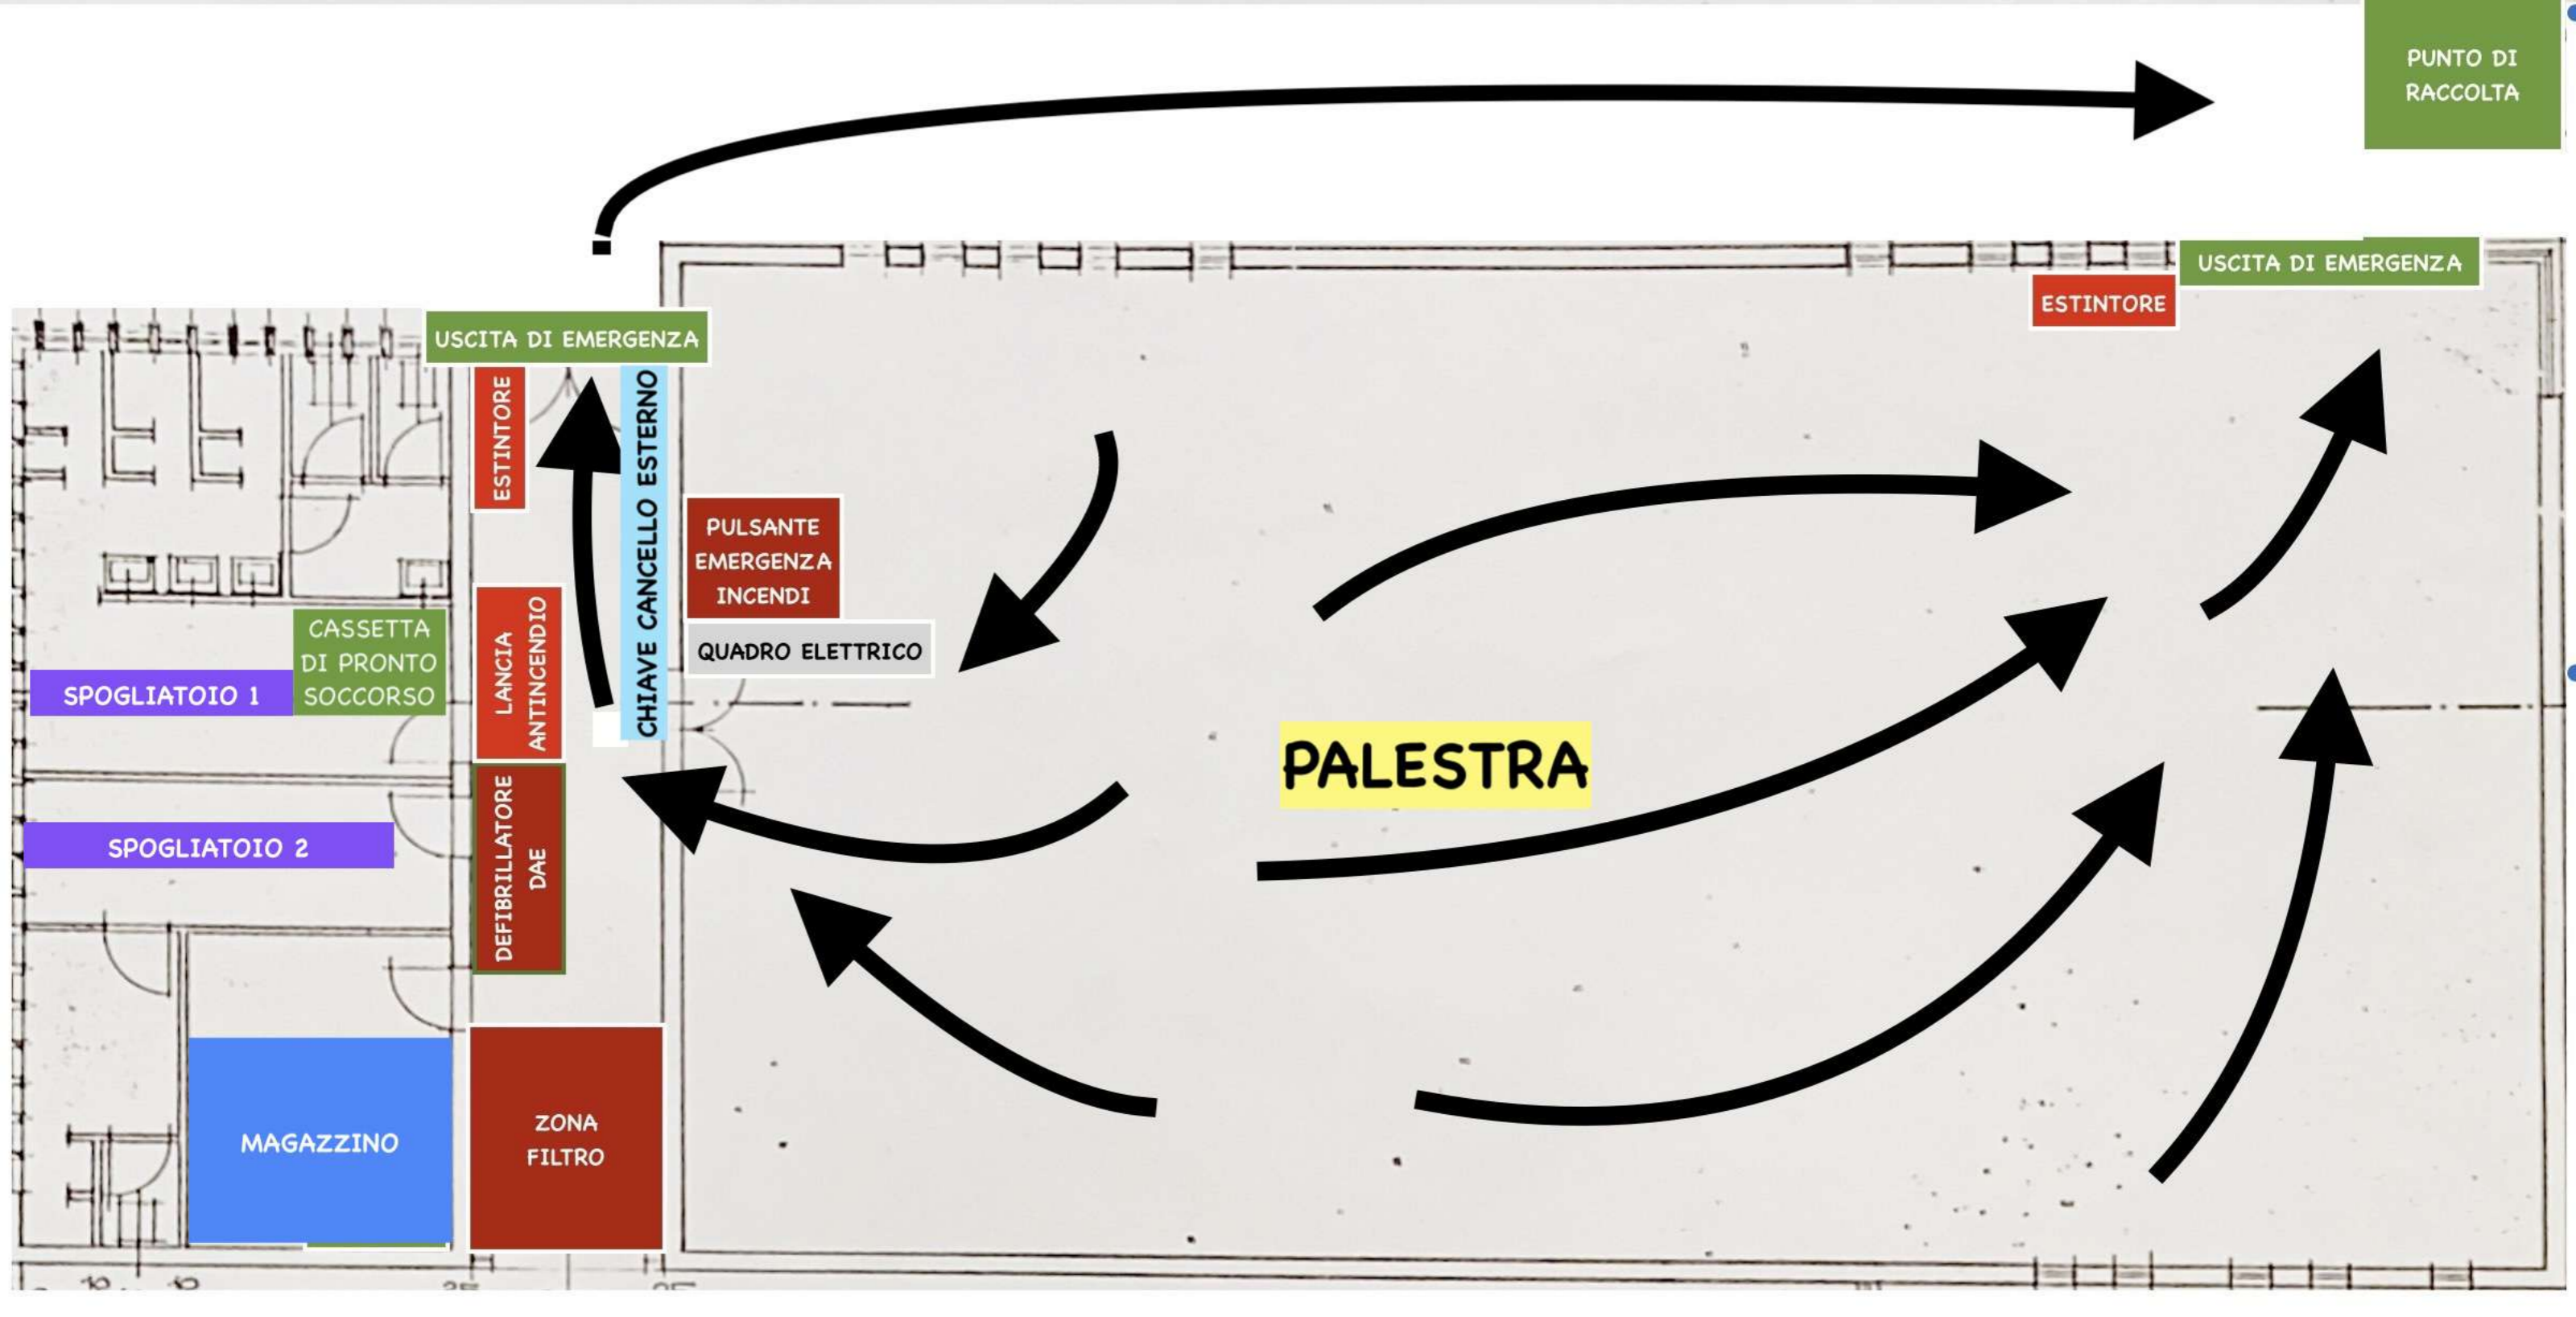 PUNTO DI
RACCOLTA
USCITA DI EMERGENZA
ESTINTORE
USCITA DI EMERGENZA
ESTINTORE
CHIAVE CANCELLO ESTERNO
PULSANTE
EMERGENZA
INCENDI
QUADRO ELETTRICO
LANCIA
ANTINCENDIO
CASSETTA
DI PRONTO
SOCCORSO
SPOGLIATOIO 1
PALESTRA
DEFIBRILLATORE
DAE
SPOGLIATOIO 2
ZONA
FILTRO
MAGAZZINO